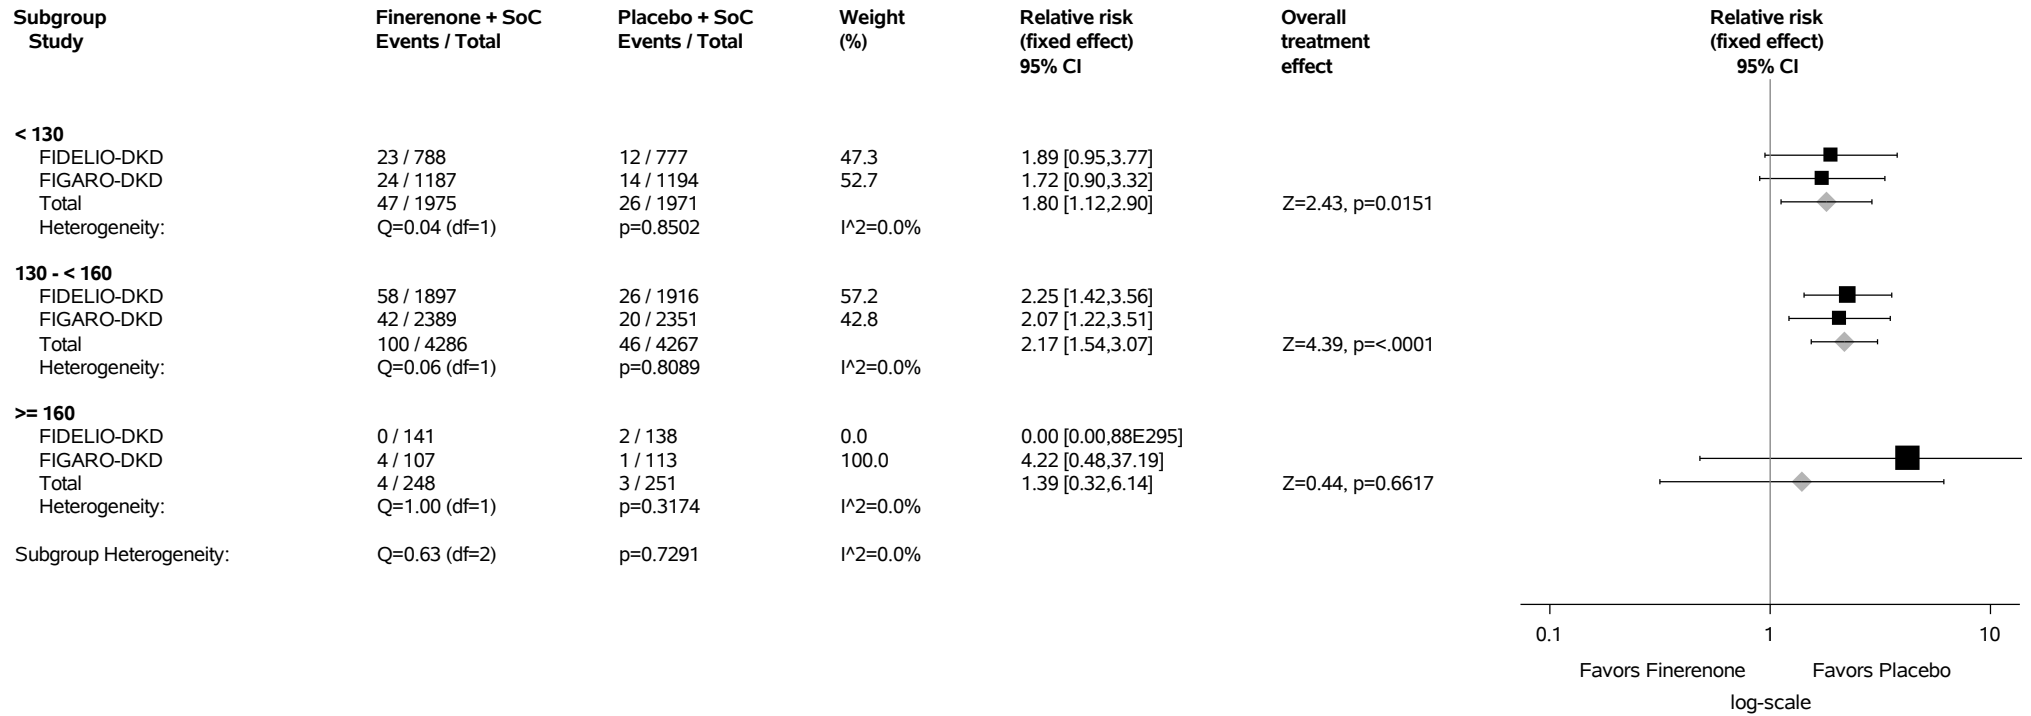 Subgroup Finerenone + SoC Placebo + SoC Weight Relative risk Overall Relative risk
Study Events / Total Events / Total (%) (fixed effect) treatment (fixed effect)
95% CI effect 95% CI
< 130
FIDELIO-DKD 23 / 788 12 / 777 47.3 1.89 [0.95,3.77]
FIGARO-DKD 24 / 1187 14 / 1194 52.7 1.72 [0.90,3.32]
Total 47 / 1975 26 / 1971 1.80 [1.12,2.90] Z=2.43, p=0.0151
Heterogeneity: Q=0.04 (df=1) p=0.8502 I^2=0.0%
130 - < 160
FIDELIO-DKD 58 / 1897 26 / 1916 57.2 2.25 [1.42,3.56]
FIGARO-DKD 42 / 2389 20 / 2351 42.8 2.07 [1.22,3.51]
Total 100 / 4286 46 / 4267 2.17 [1.54,3.07] Z=4.39, p=<.0001
Heterogeneity: Q=0.06 (df=1) p=0.8089 I^2=0.0%
>= 160
FIDELIO-DKD 0 / 141 2 / 138 0.0 0.00 [0.00,88E295]
FIGARO-DKD 4 / 107 1 / 113 100.0 4.22 [0.48,37.19]
Total 4 / 248 3 / 251 1.39 [0.32,6.14] Z=0.44, p=0.6617
Heterogeneity: Q=1.00 (df=1) p=0.3174 I^2=0.0%
Subgroup Heterogeneity: Q=0.63 (df=2) p=0.7291 I^2=0.0%
0.1 1 10
Favors Finerenone Favors Placebo
log-scale